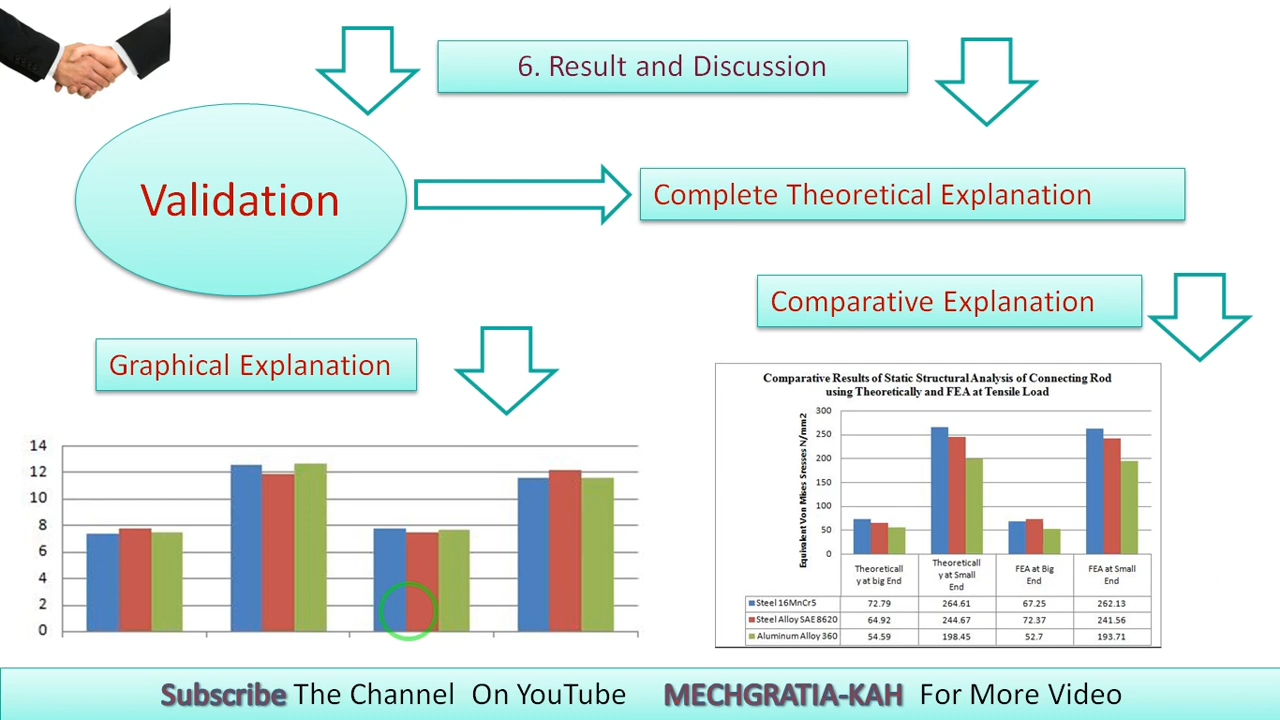 6. Result and Discussion
Validation
Complete Theoretical Explanation
Comparative Explanation
Graphical Explanation
14
12
10
8
6
4
2
0
Comparative Results of Static Structural Analysis of Connecting Rod
using Theoretically and FEA at Tensile Load
Equivalent Von Mises Sresses N/mm2
300
250
200
150
100
50
0
Theoreticall
y at big End
Theoreticall
y at Small
End
FEA at Big
End
FEA at Small
End
Steel 16MnCr5 72.79 264.61 67.25 262.13
Steel Alloy SAE 8620 64.92 244.67 72.37 241.56
Aluminum Alloy 360 54.59 198.45 52.7 193.71
Subscribe The Channel On YouTube MECHGRATIA-KAH For More Video